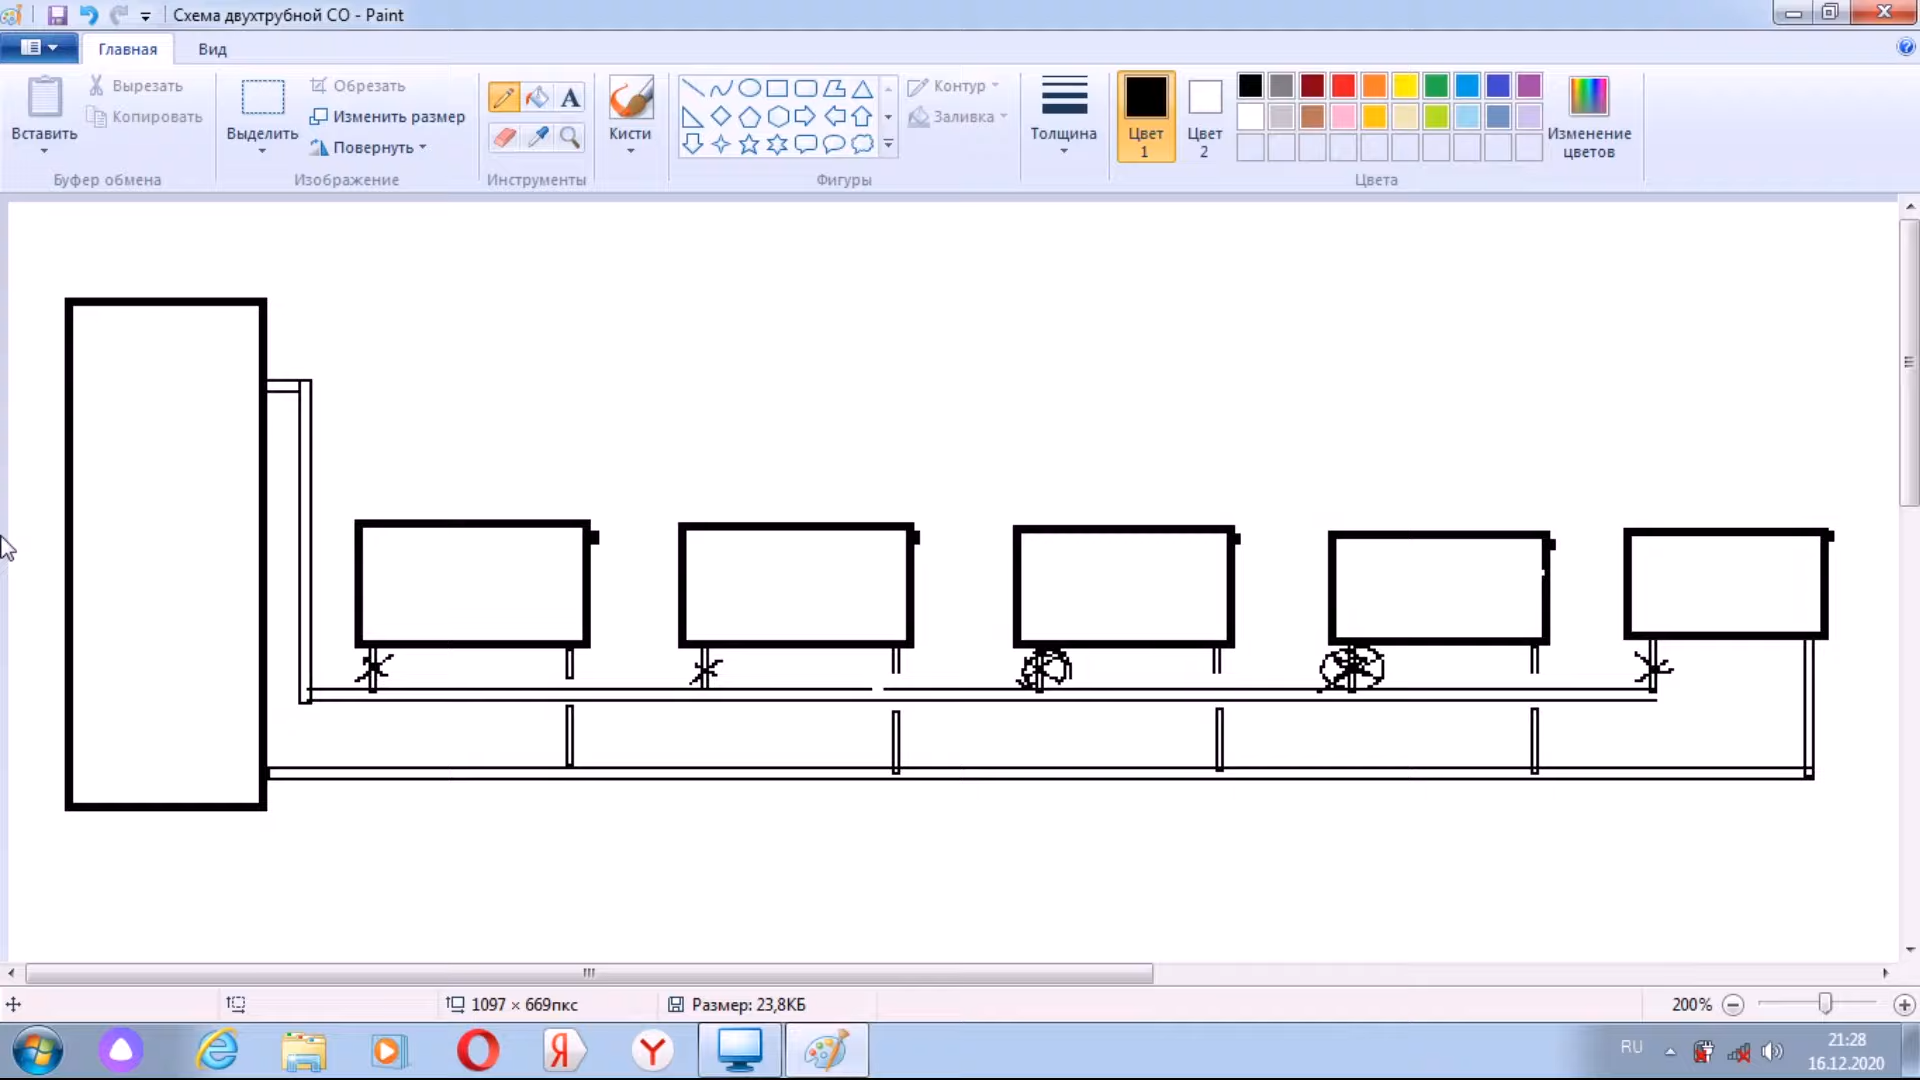 Схема двухтрубной СО - Paint
Главная
Вид
Вставить
Вырезать
Копировать
Буфер обмена
Выделить
Обрезать
Изменить размер
Повернуть
Изображение
A
Инструменты
Кисти
Фигуры
Контур
Заливка
Толщина
Цвет
1
Цвет
2
Изменение
цветов
Цвета
1097 × 669пкс
Размер: 23,8КБ
200%
RU
21:28
16.12.2020